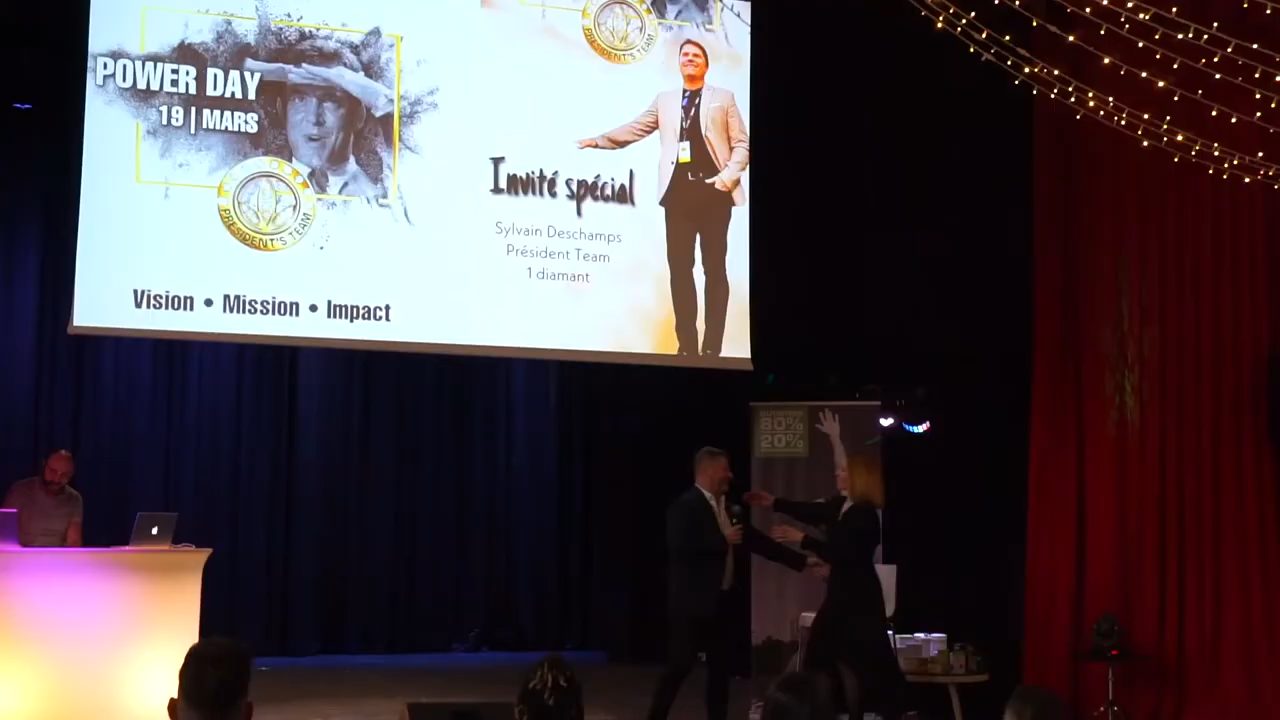 POWER DAY
19 | MARS
PRESIDENT'S TEAM
Vision • Mission • Impact
PRESIDENT'S TEAM
Invité spécial
Sylvain Deschamps
Président Team
1 diamant
80%
20%